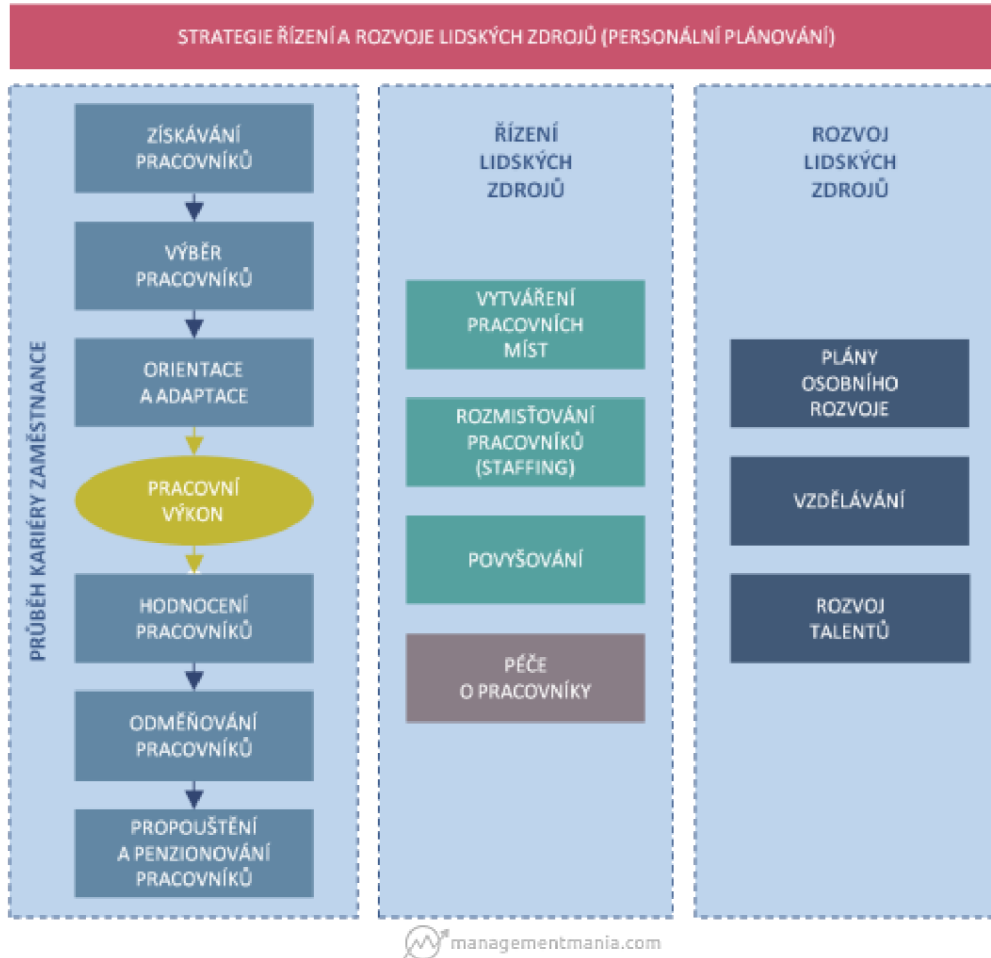 STRATEGIE ŘÍZENÍ A ROZVOJE LIDSKÝCH ZDROJŮ (PERSONÁLNÍ PLÁNOVÁNÍ)
PRŮBĚH KARIÉRY ZAMĚSTNANCE
ZÍSKÁVÁNÍ
PRACOVNÍKŮ
VÝBĚR
PRACOVNÍKŮ
ORIENTACE
A ADAPTACE
PRACOVNÍ
VÝKON
HODNOCENÍ
PRACOVNÍKŮ
ODMĚŇOVÁNÍ
PRACOVNÍKŮ
PROPOUŠTĚNÍ
A PENZIONOVÁNÍ
PRACOVNÍKŮ
ŘÍZENÍ
LIDSKÝCH
ZDROJŮ
VYTVÁŘENÍ
PRACOVNÍCH
MÍST
ROZMISŤOVÁNÍ
PRACOVNÍKŮ
(STAFFING)
POVYŠOVÁNÍ
PÉČE
O PRACOVNÍKY
ROZVOJ
LIDSKÝCH
ZDROJŮ
PLÁNY
OSOBNÍHO
ROZVOJE
VZDĚLÁVÁNÍ
ROZVOJ
TALENTŮ
managementmania.com